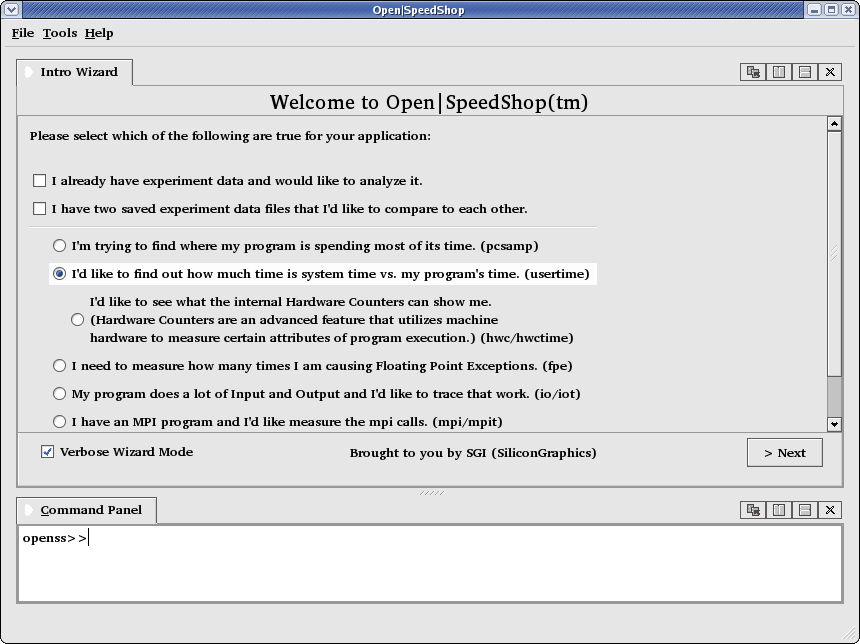 Open|SpeedShop
File Tools Help
Intro Wizard
Welcome to Open|SpeedShop(tm)
Please select which of the following are true for your application:
I already have experiment data and would like to analyze it.
I have two saved experiment data files that I'd like to compare to each other.
I'm trying to find where my program is spending most of its time. (pcsamp)
I'd like to find out how much time is system time vs. my program's time. (usertime)
I'd like to see what the internal Hardware Counters can show me.
(Hardware Counters are an advanced feature that utilizes machine
hardware to measure certain attributes of program execution.) (hwc/hwctime)
I need to measure how many times I am causing Floating Point Exceptions. (fpe)
My program does a lot of Input and Output and I'd like to trace that work. (io/iot)
I have an MPI program and I'd like measure the mpi calls. (mpi/mpit)
Verbose Wizard Mode
Brought to you by SGI (SiliconGraphics)
> Next
Command Panel
openss>>